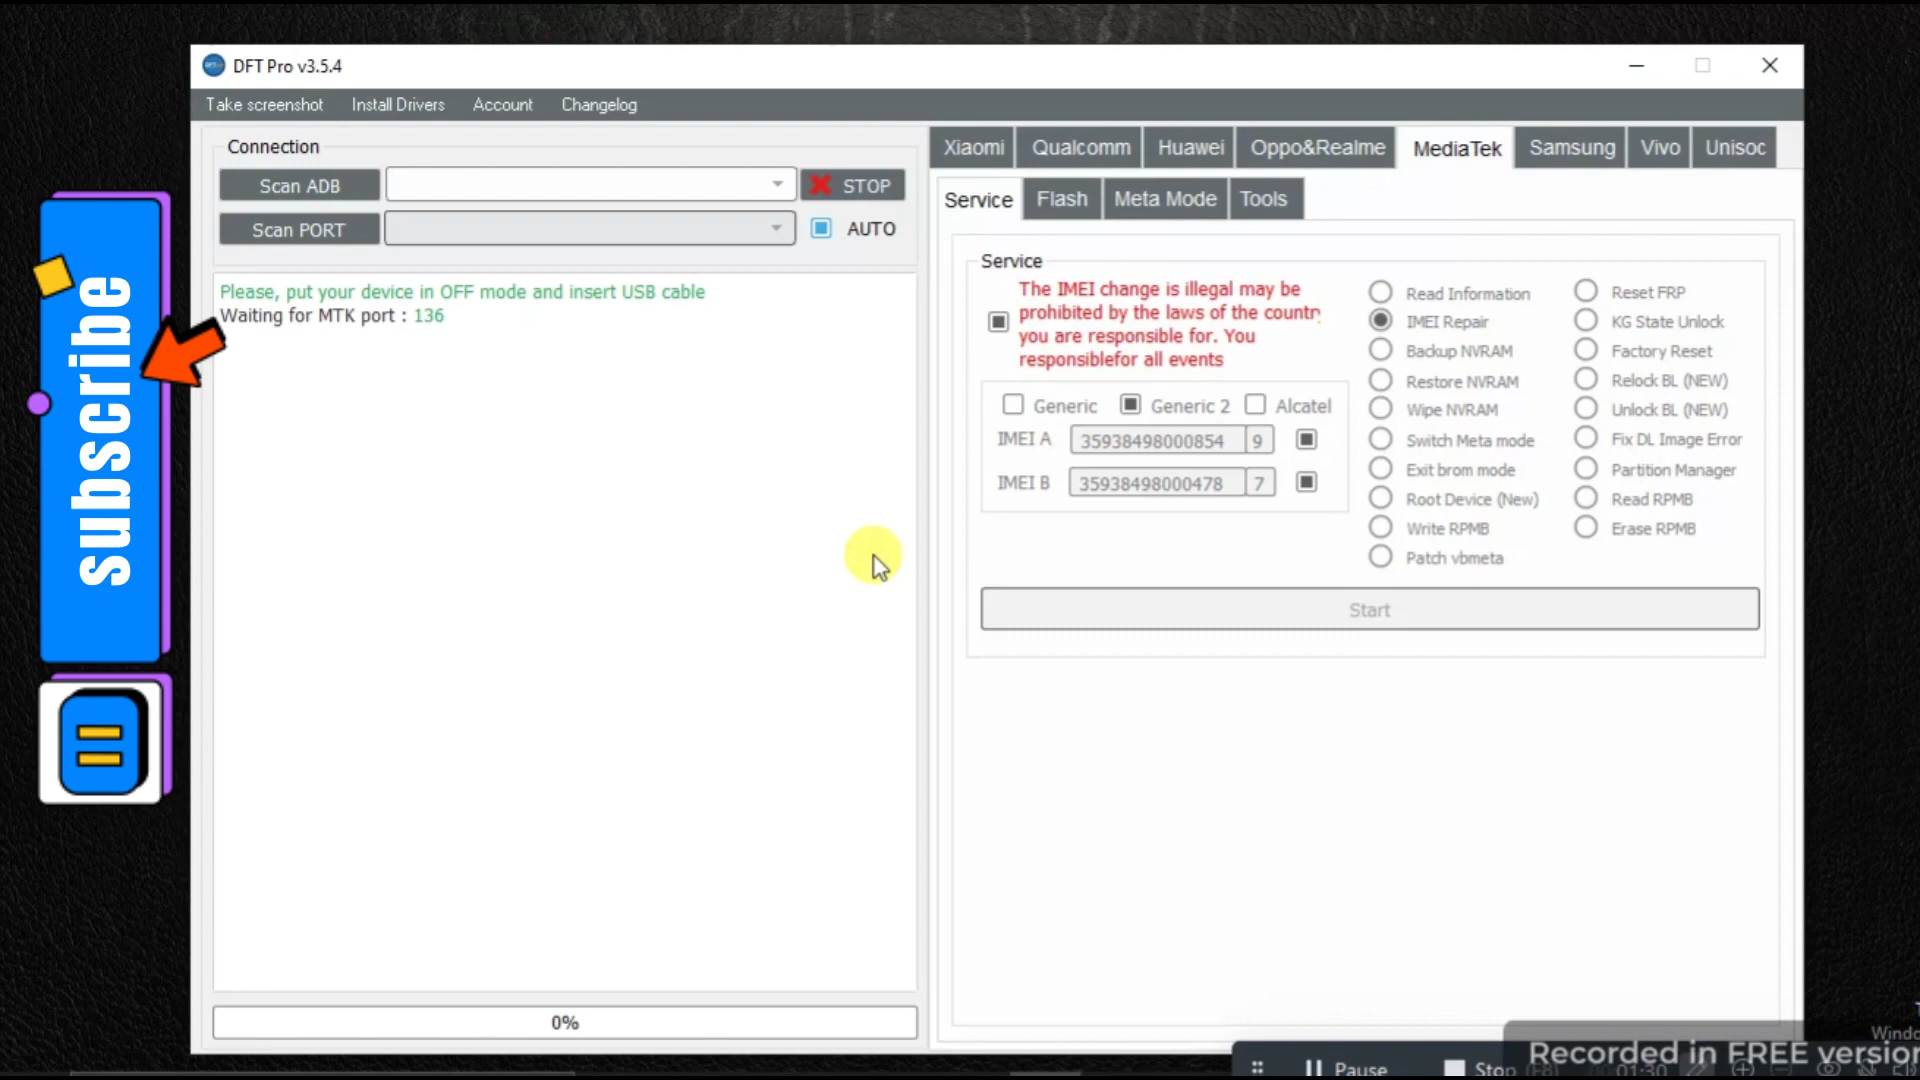 DFT Pro v3.5.4
Take screenshot Install Drivers Account Changelog
Connection
Scan ADB STOP
Scan PORT AUTO
Please, put your device in OFF mode and insert USB cable
Waiting for MTK port : 136
0%
Xiaomi Qualcomm Huawei Oppo&Realme MediaTek Samsung Vivo Unisoc
Service Flash Meta Mode Tools
Service
The IMEI change is illegal may be
prohibited by the laws of the country
you are responsible for. You
responsiblefor all events
Generic Generic 2 Alcatel
IMEI A 35938498000854 9
IMEI B 35938498000478 7
Read Information
IMEI Repair
Backup NVRAM
Restore NVRAM
Wipe NVRAM
Switch Meta mode
Exit brom mode
Root Device (New)
Write RPMB
Patch vbmeta
Reset FRP
KG State Unlock
Factory Reset
Relock BL (NEW)
Unlock BL (NEW)
Fix DL Image Error
Partition Manager
Read RPMB
Erase RPMB
Start
subscribe
Windo
Recorded in FREE version
Pause Stop (F8) 01:30